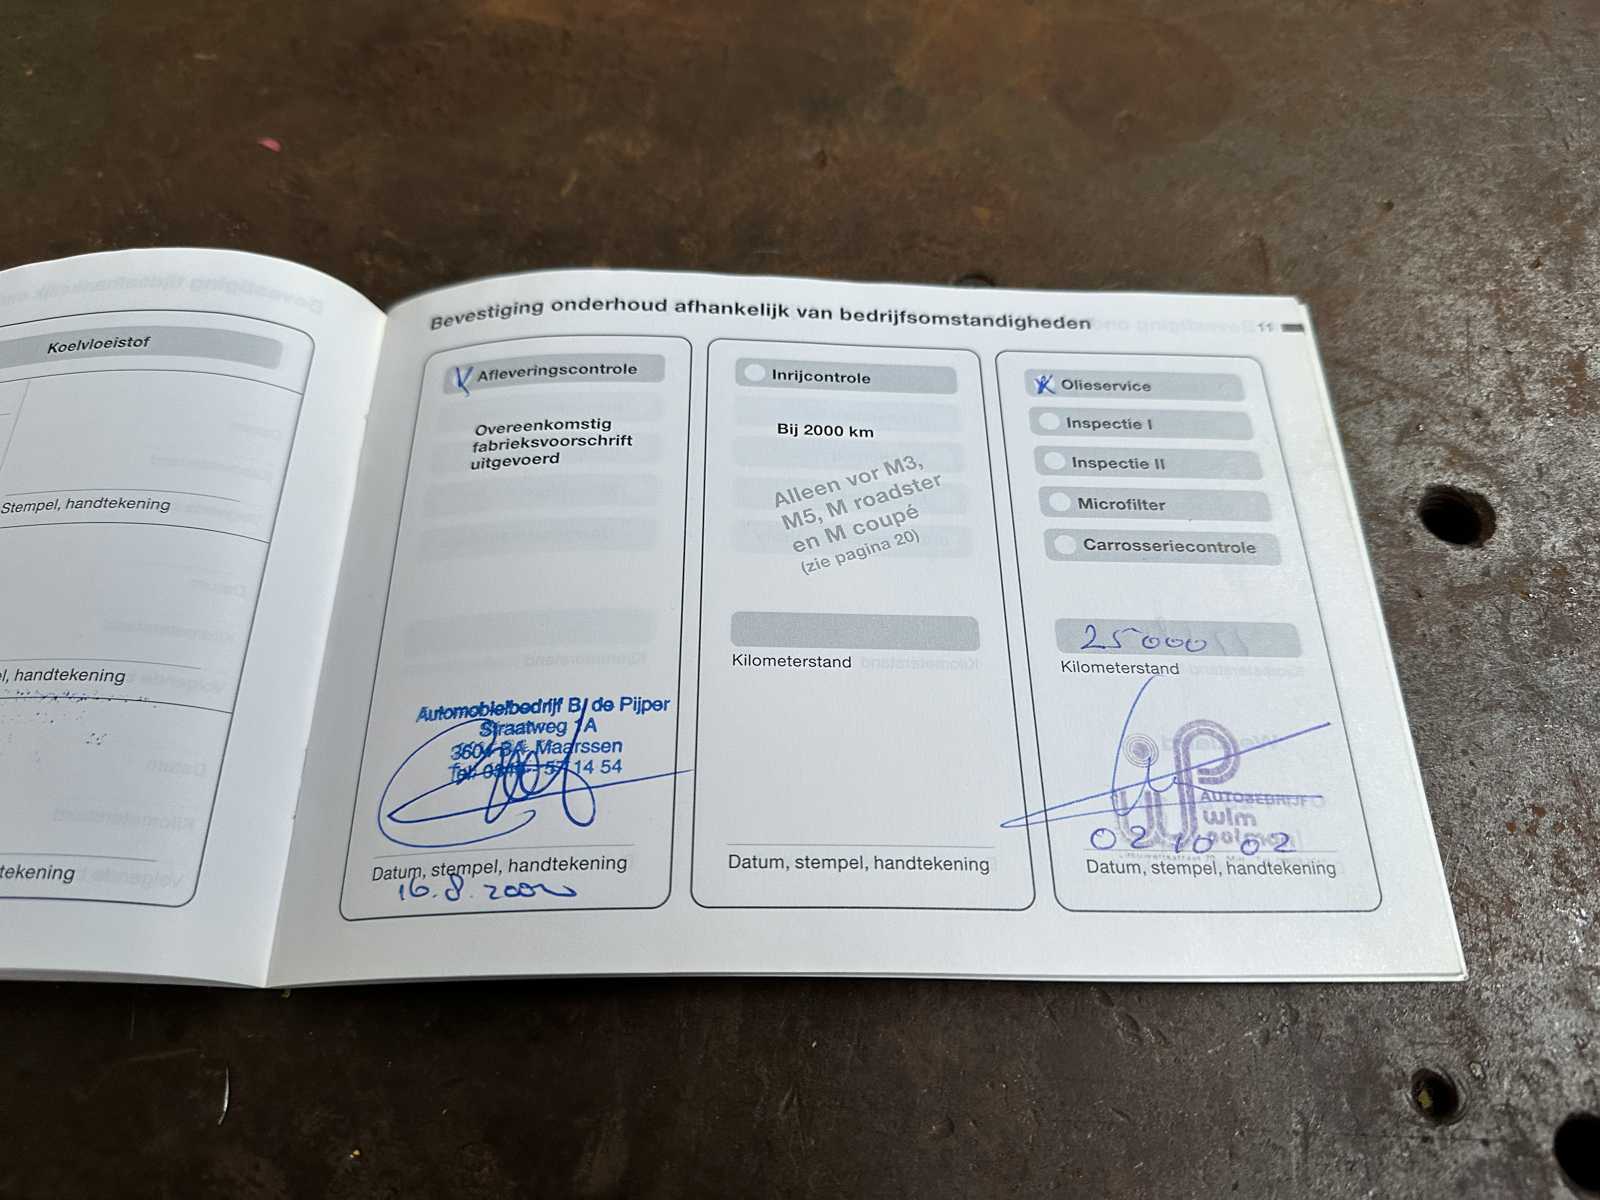 Koelvloeistof
Stempel, handtekening
handtekening
Bevestiging onderhoud afhankelijk van bedrijfsomstandigheden
11
Afleveringscontrole
Overeenkomstig
fabrieksvoorschrift
uitgevoerd
Automobielbedrijf B. de Pijper
Straatweg 1A
3604 BA Maarssen
14 54
Datum, stempel, handtekening
16.8.2000
Inrijcontrole
Bij 2000 km
Alleen vor M3,
M5, M roadster
en M coupé
(zie pagina 20)
Kilometerstand
Datum, stempel, handtekening
Olieservice
Inspectie I
Inspectie II
Microfilter
Carrosseriecontrole
25000
Kilometerstand
AUTOBEDRIJF
wim
02 10 02
Datum, stempel, handtekening